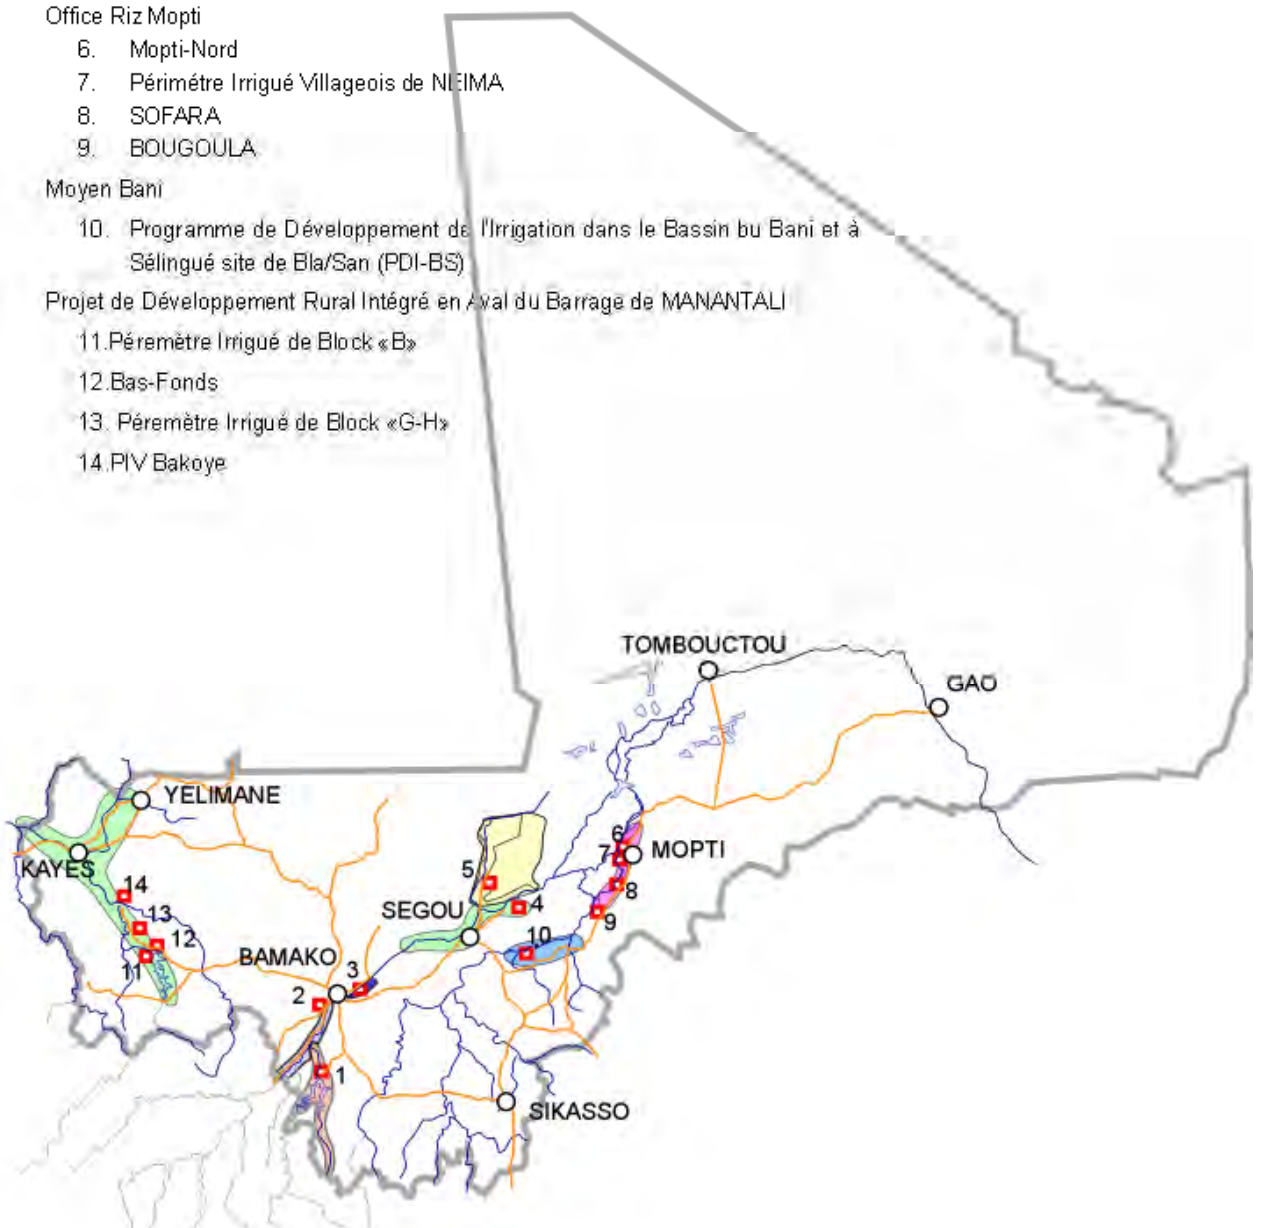 Office Riz Mopti
6. Mopti-Nord
7. Périmétre Irrigué Villageois de NEIMA
8. SOFARA
9. BOUGOULA
Moyen Bani
10. Programme de Développement de l'Irrigation dans le Bassin bu Bani et à
Sélingué site de Bla/San (PDI-BS)
Projet de Développement Rural Intégré en Aval du Barrage de MANANTALI
11.Péremètre Irrigué de Block «B»
12.Bas-Fonds
13. Péremètre Irrigué de Block «G-H»
14.PIV Bakoye
TOMBOUCTOU
GAO
YELIMANE
KAYES
MOPTI
SEGOU
BAMAKO
SIKASSO
6
7
8
9
5
4
10
14
13
12
11
3
2
1